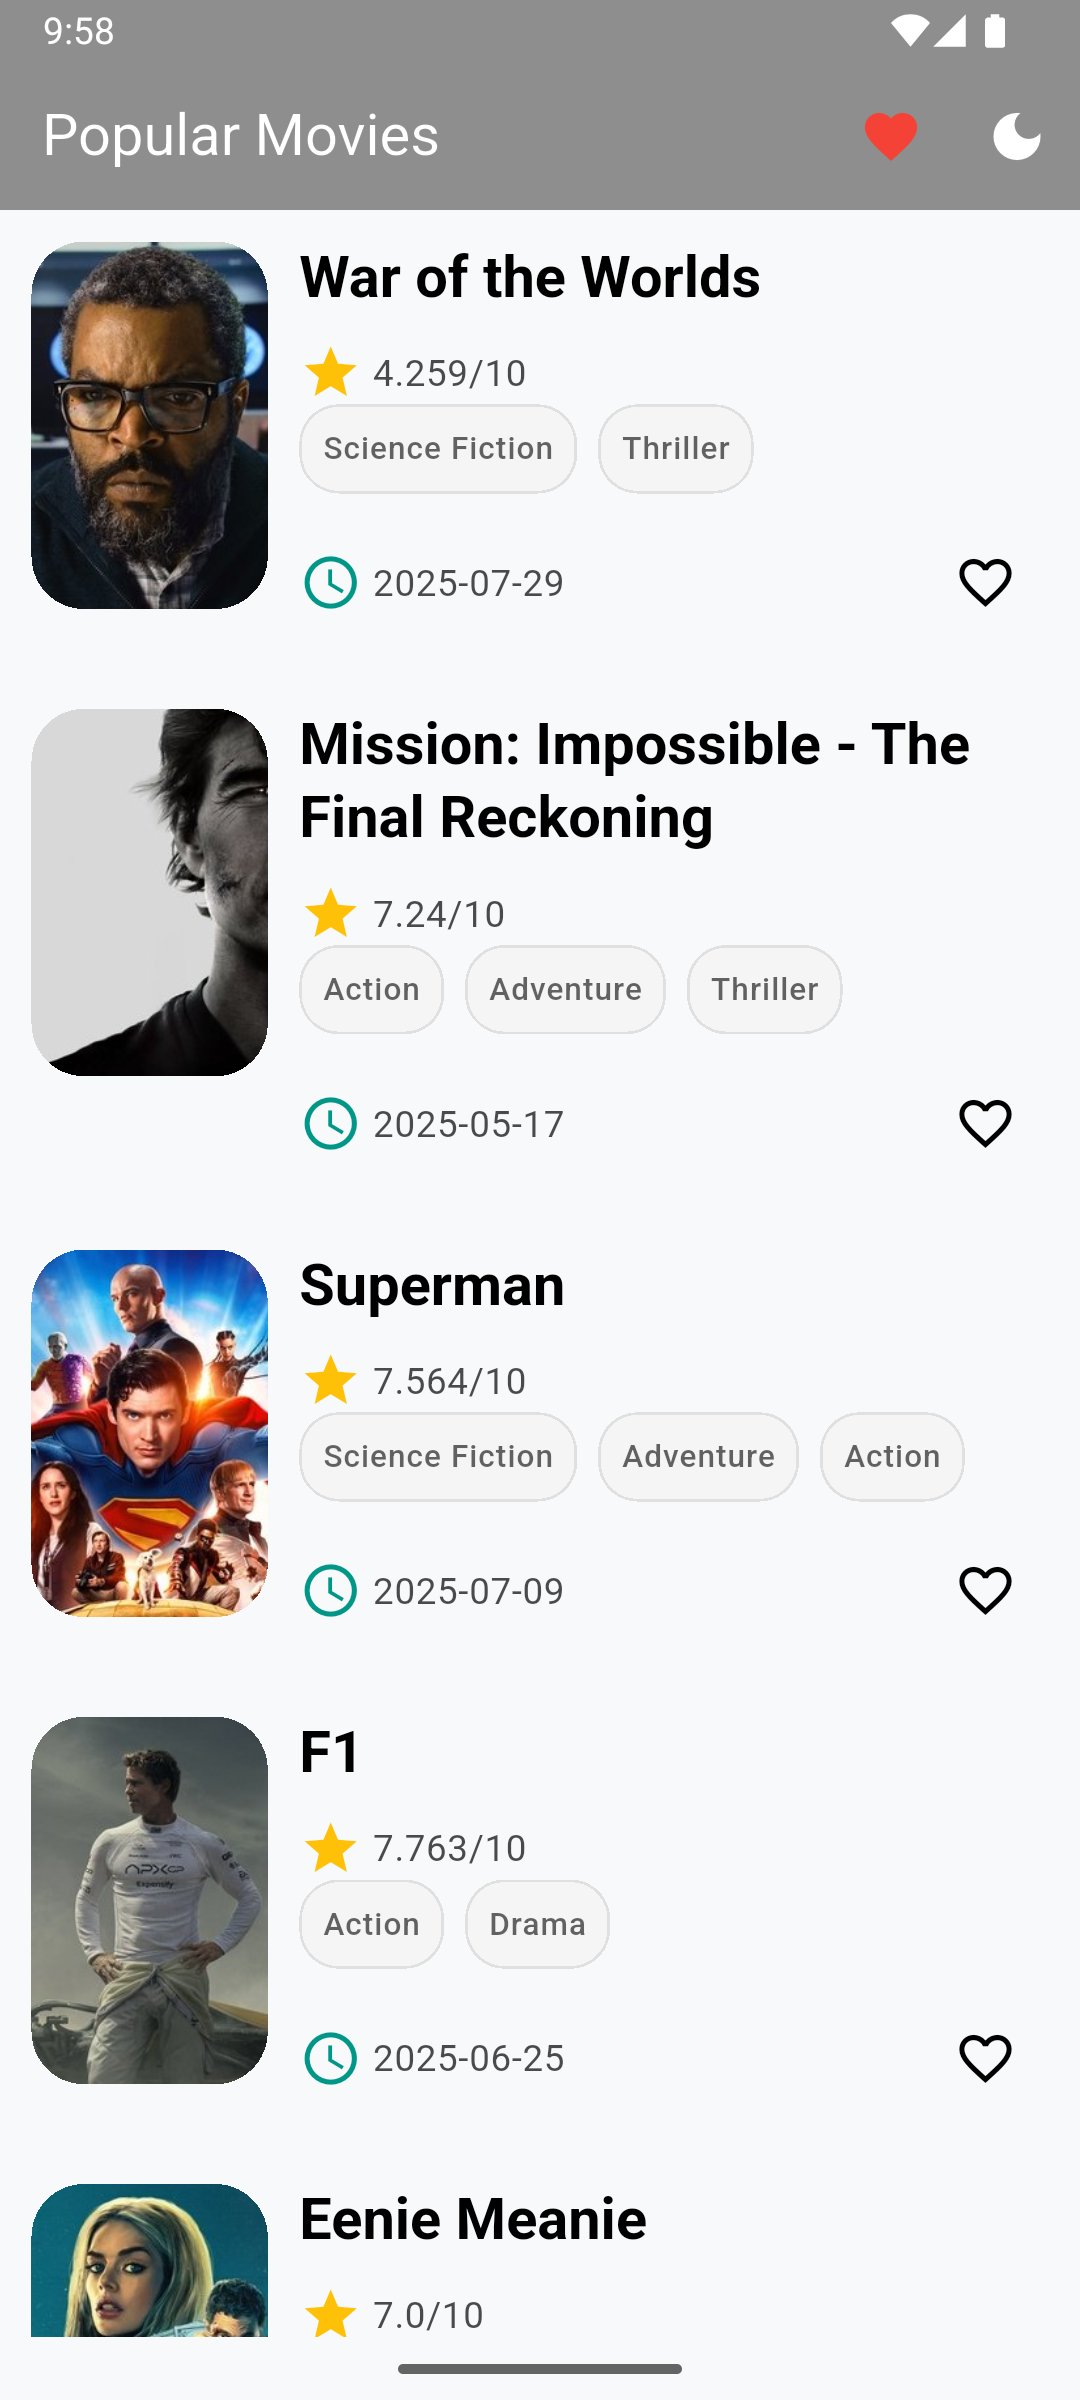 9:58
Popular Movies
War of the Worlds
4.259/10
Science Fiction Thriller
2025-07-29
Mission: Impossible - The
Final Reckoning
7.24/10
Action Adventure Thriller
2025-05-17
Superman
7.564/10
Science Fiction Adventure Action
2025-07-09
F1
7.763/10
APXGP
Expensify
Action Drama
2025-06-25
Eenie Meanie
7.0/10